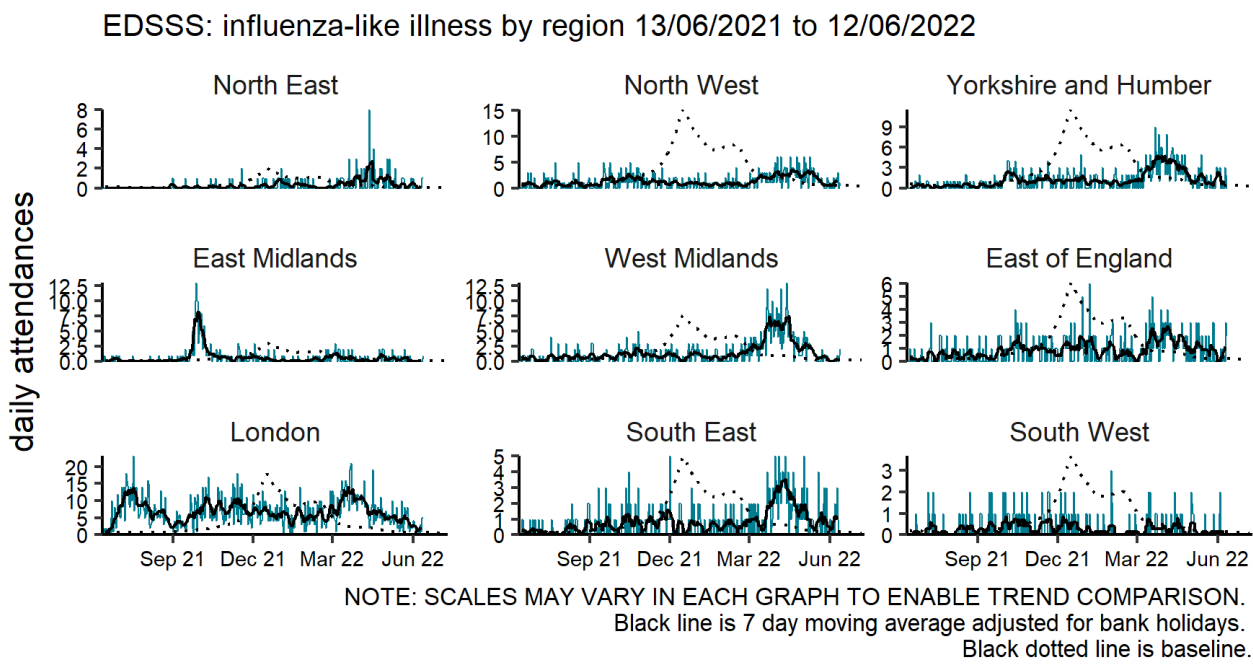 EDSSS: influenza-like illness by region 13/06/2021 to 12/06/2022
daily attendances
North East
8
6
4
2
0
North West
15
10
5
0
Yorkshire and Humber
9
6
3
0
East Midlands
12.5
10.0
7.5
5.0
2.5
0.0
West Midlands
12.5
10.0
7.5
5.0
2.5
0.0
East of England
6
5
4
3
2
1
0
London
20
15
10
5
0
Sep 21 Dec 21 Mar 22 Jun 22
South East
5
4
3
2
1
0
Sep 21 Dec 21 Mar 22 Jun 22
South West
3
2
1
0
Sep 21 Dec 21 Mar 22 Jun 22
NOTE: SCALES MAY VARY IN EACH GRAPH TO ENABLE TREND COMPARISON.
Black line is 7 day moving average adjusted for bank holidays.
Black dotted line is baseline.